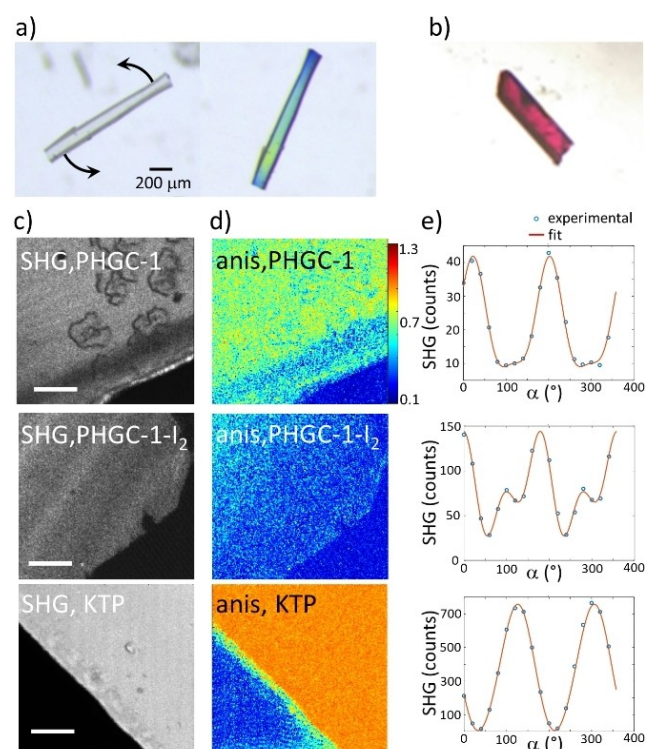 a)
b)
200 μm
c)
d)
e)
experimental
fit
SHG,PHGC-1
anis,PHGC-1
1.3
0.7
0.1
SHG (counts)
40
30
20
10
0
100
200
300
400
α (°)
SHG,PHGC-1-I₂
anis,PHGC-1-I₂
SHG (counts)
150
100
50
0
0
100
200
300
400
α (°)
SHG, KTP
anis, KTP
SHG (counts)
700
500
300
100
0
100
200
300
400
α (°)